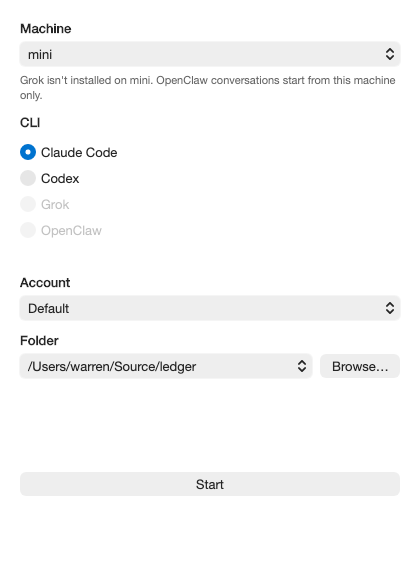 Machine
mini
Grok isn't installed on mini. OpenClaw conversations start from this machine
only.
CLI
Claude Code
Codex
Grok
OpenClaw
Account
Default
Folder
/Users/warren/Source/ledger
Browse…
Start